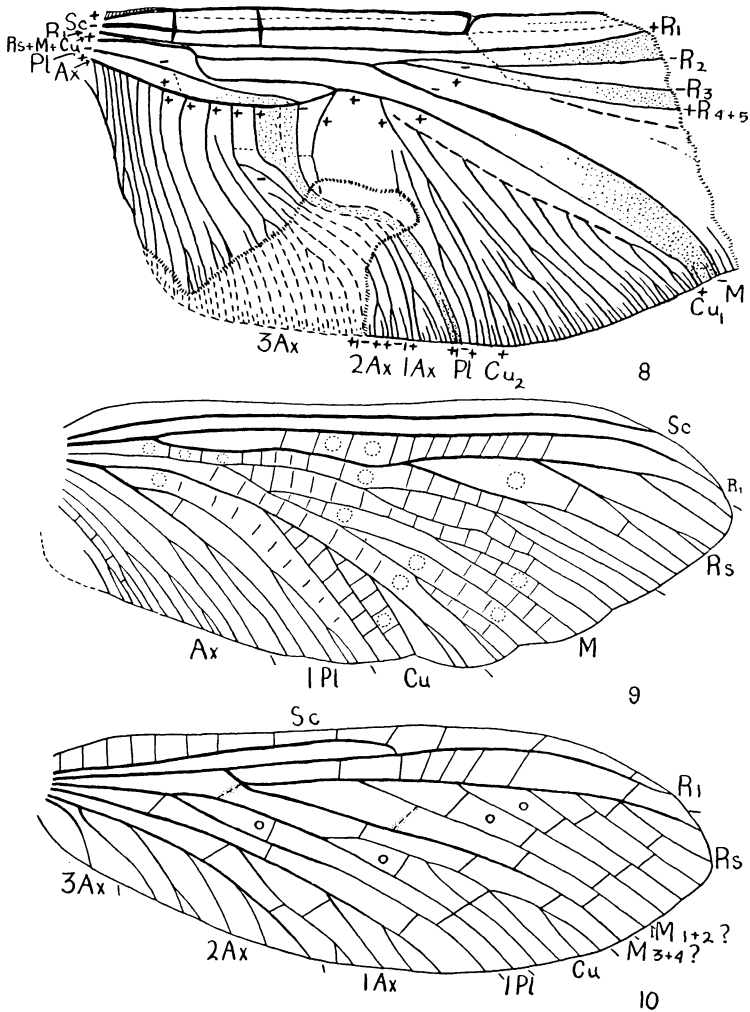 +
Sc -
R1 +
Rs+M+Cu -
Pl
Ax +
+R1
-R2
-R3
+R4+5
-M
+
Cu1
3Ax
2Ax 1Ax Pl Cu2
8
Sc
R1
Rs
M
Cu
1Pl
Ax
9
Sc
R1
Rs
M1+2?
M3+4?
Cu
1Pl
1Ax
2Ax
3Ax
10